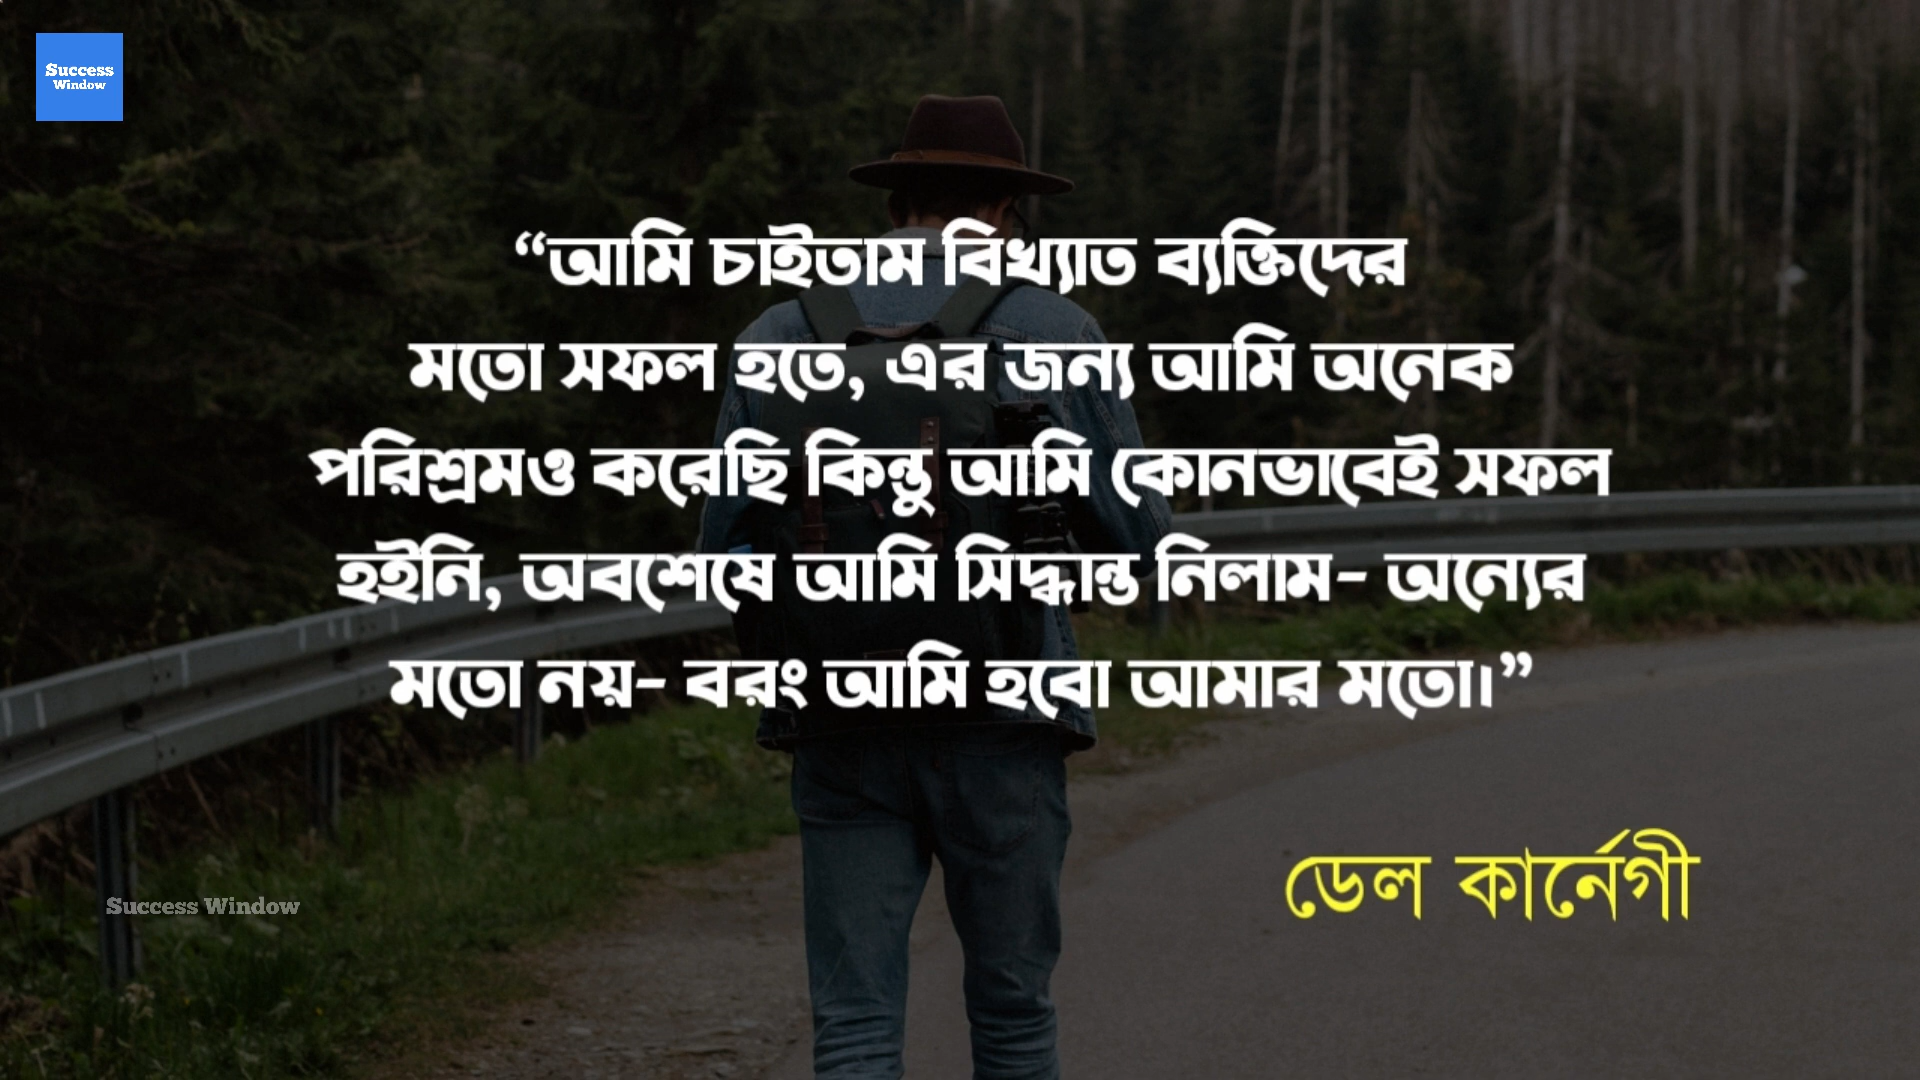 Success
Window
“আমি চাইতাম বিখ্যাত ব্যক্তিদের
মতো সফল হতে, এর জন্য আমি অনেক
পরিশ্রমও করেছি কিন্তু আমি কোনভাবেই সফল
হইনি, অবশেষে আমি সিদ্ধান্ত নিলাম- অন্যের
মতো নয়- বরং আমি হবো আমার মতো।”
ডেল কার্নেগী
Success Window